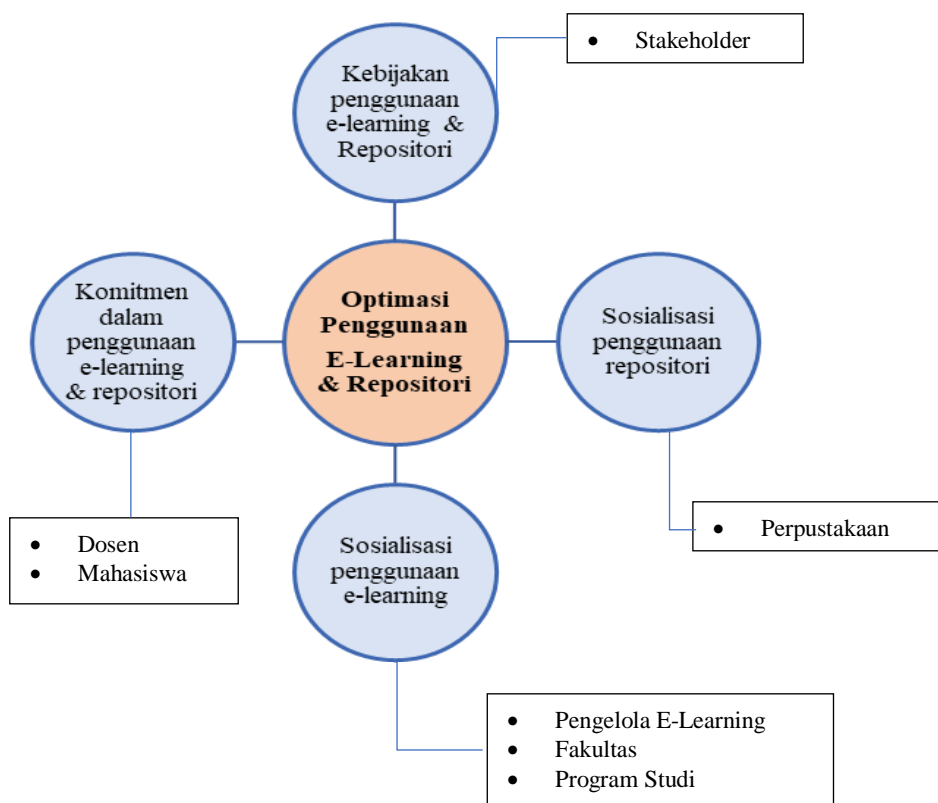 • Stakeholder
Kebijakan
penggunaan
e-learning &
Repositori
Komitmen
dalam
penggunaan
e-learning
& repositori
Optimasi
Penggunaan
E-Learning
& Repositori
Sosialisasi
penggunaan
repositori
• Dosen
• Mahasiswa
Sosialisasi
penggunaan
e-learning
• Perpustakaan
• Pengelola E-Learning
• Fakultas
• Program Studi